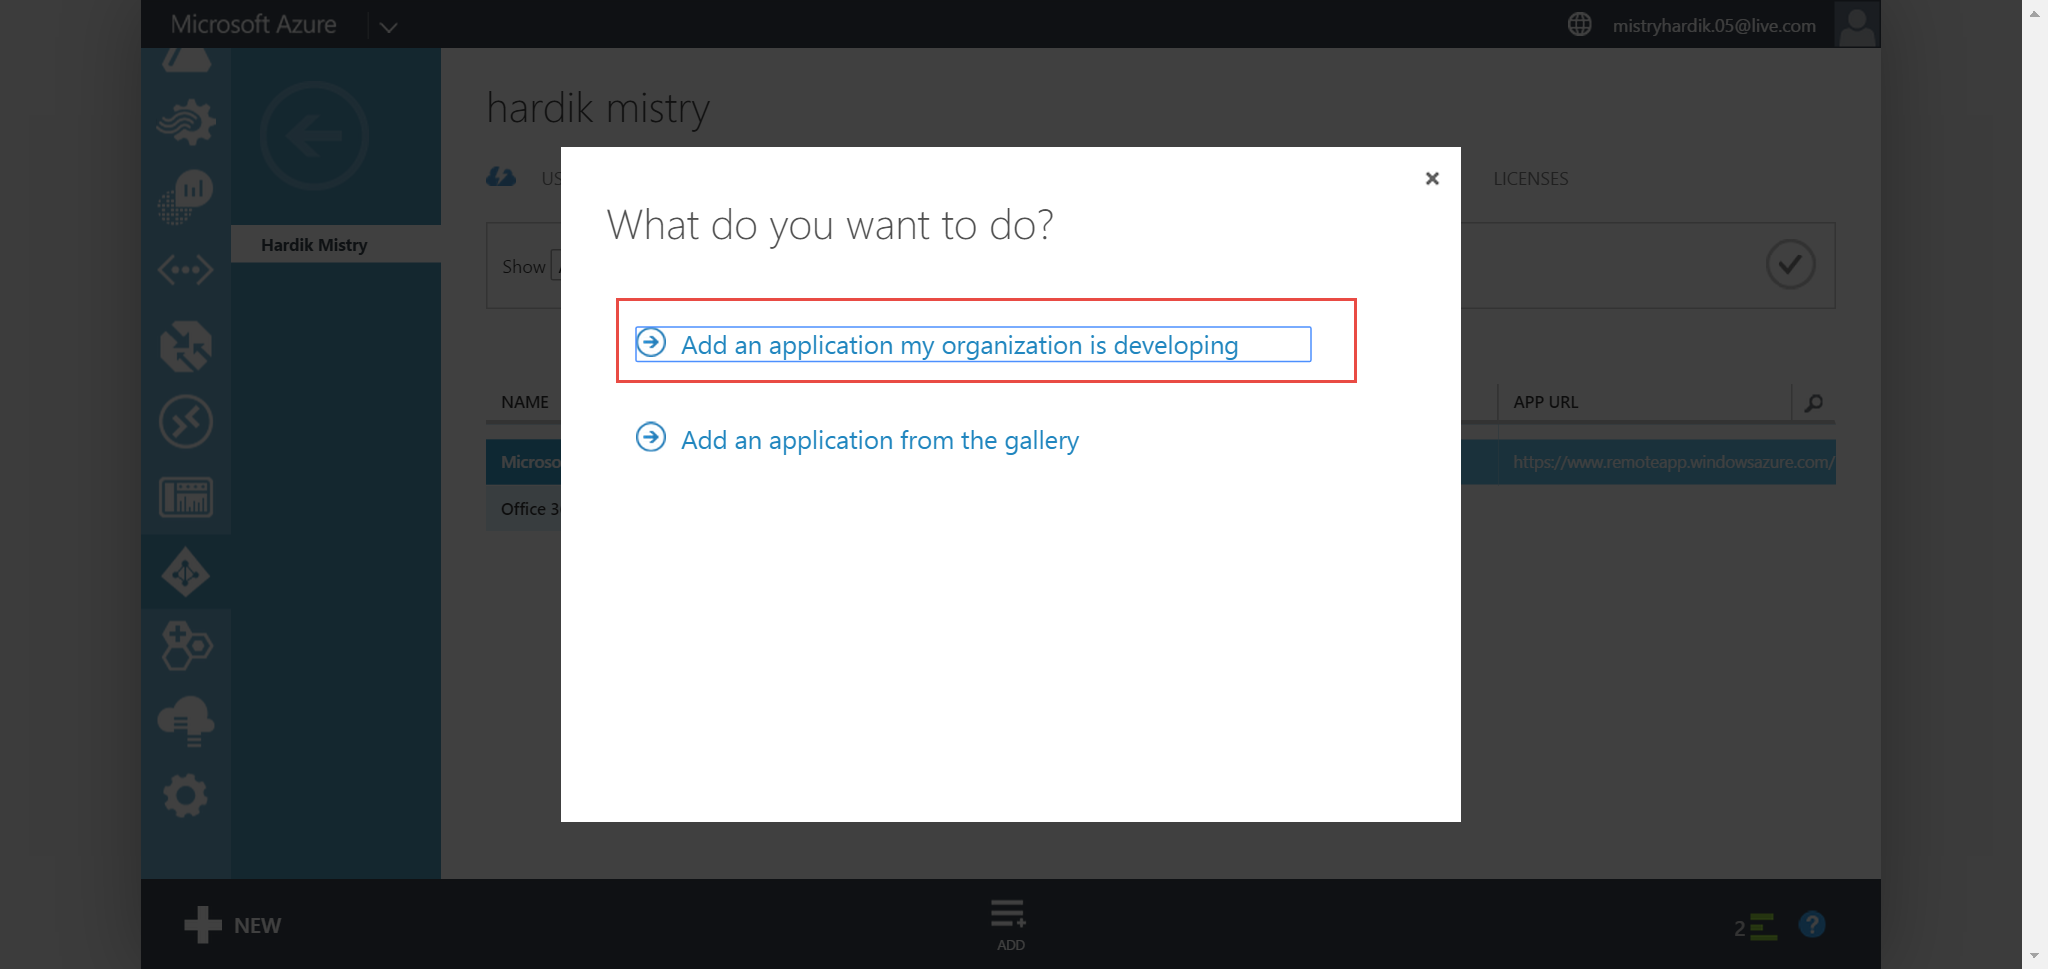 Microsoft Azure
mistryhardik.05@live.com
hardik mistry
US
LICENSES
What do you want to do?
Hardik Mistry
Show
Add an application my organization is developing
NAME
APP URL
Add an application from the gallery
Microso
https://www.remoteapp.windowsazure.com/
Office 3
NEW
ADD
2
?